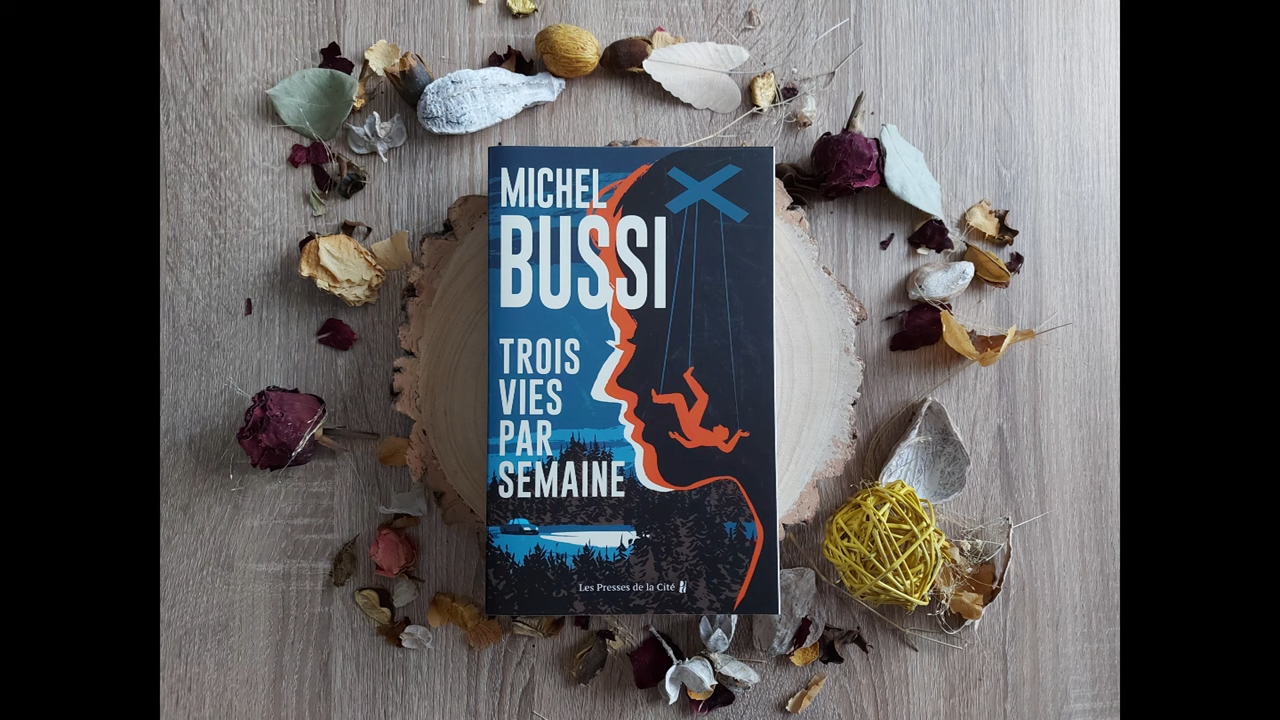 MICHEL
BUSSI
TROIS
VIES
PAR
SEMAINE
Les Presses de la Cité